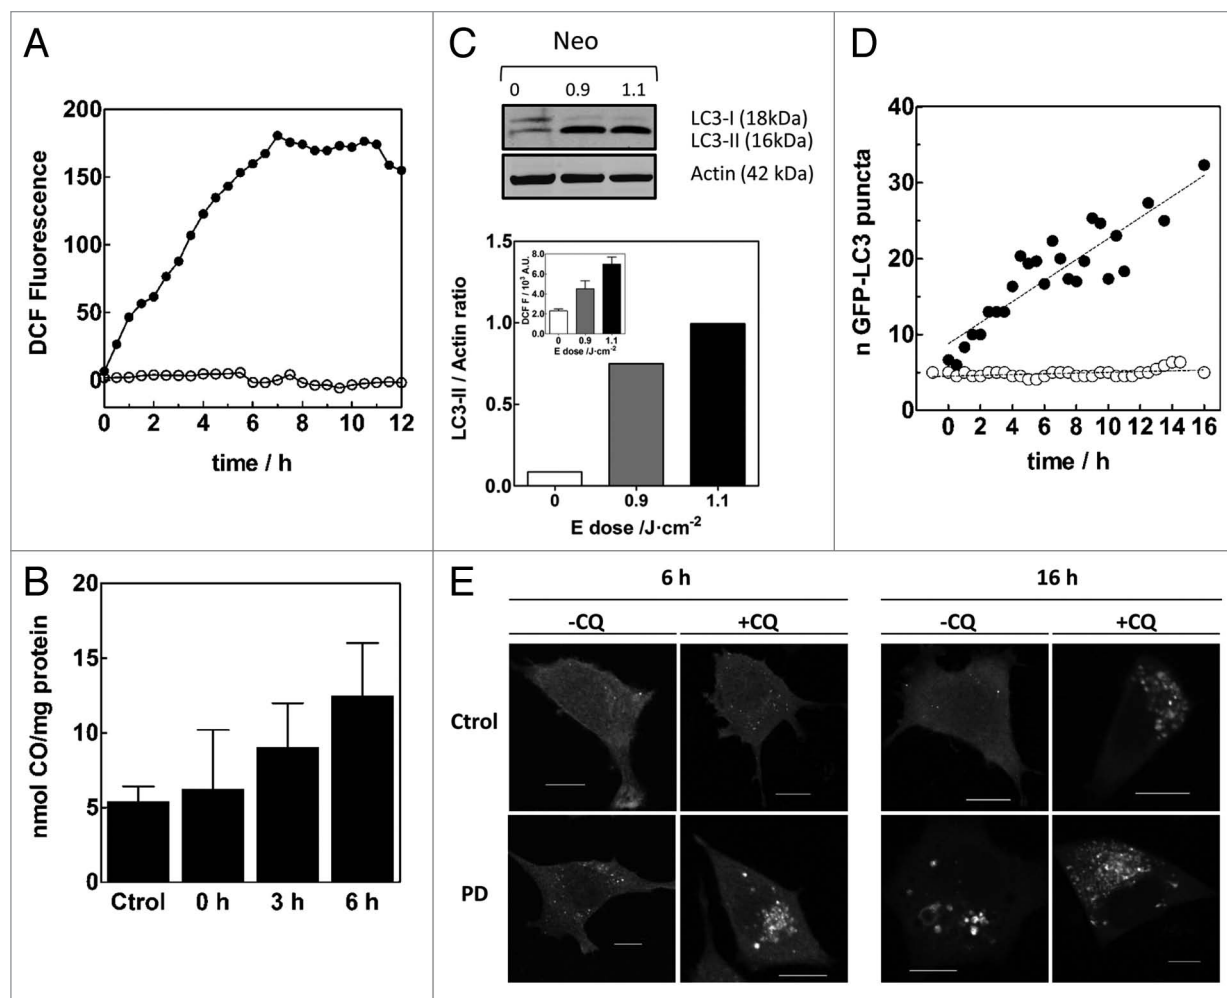 A
200
150
100
50
0
DCF Fluorescence
0 2 4 6 8 10 12
time / h
B
20
15
10
5
0
nmol CO/mg protein
Ctrol 0 h 3 h 6 h
C
Neo
0 0.9 1.1
LC3-I (18kDa)
LC3-II (16kDa)
Actin (42 kDa)
1.5
1.0
0.5
0.0
LC3-II / Actin ratio
8.0
6.0
4.0
2.0
0.0
DCF F / 10³ A.U.
0 0.9 1.1
E dose /J·cm⁻²
0 0.9 1.1
E dose /J·cm⁻²
D
40
30
20
10
0
n GFP-LC3 puncta
0 2 4 6 8 10 12 14 16
time / h
E
6 h 16 h
-CQ +CQ -CQ +CQ
Ctrol
PD